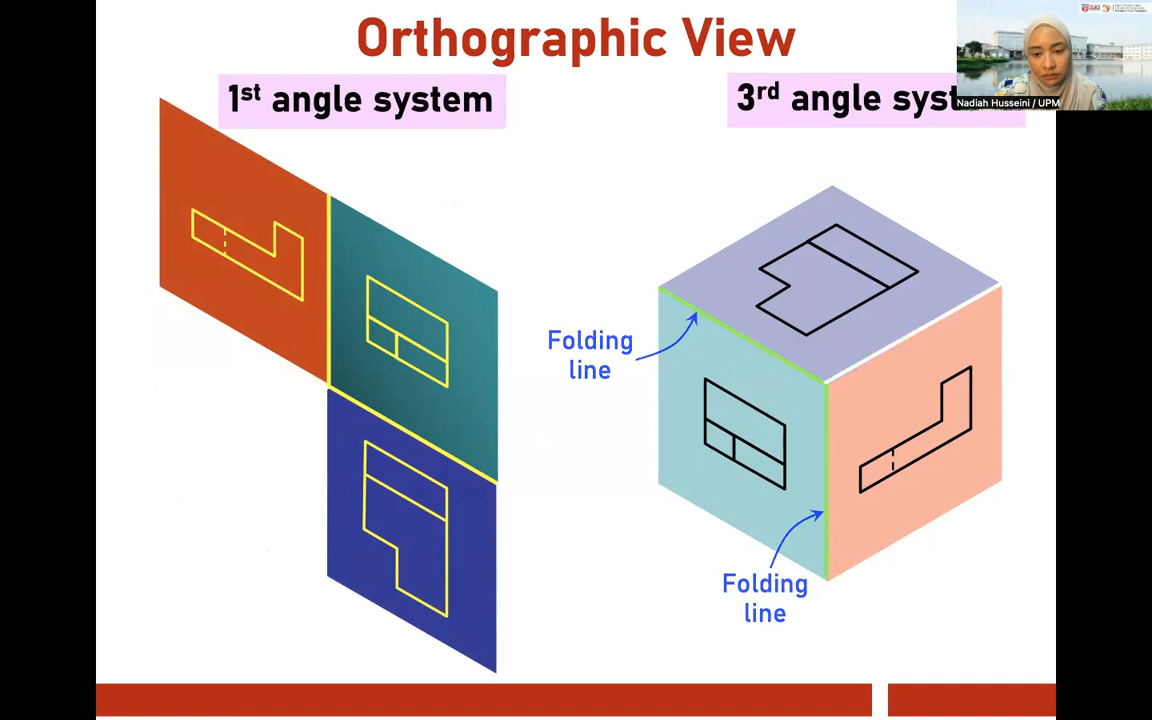 Orthographic View
1st angle system
3rd angle syst
Nadiah Husseini / UPM
Folding
line
Folding
line